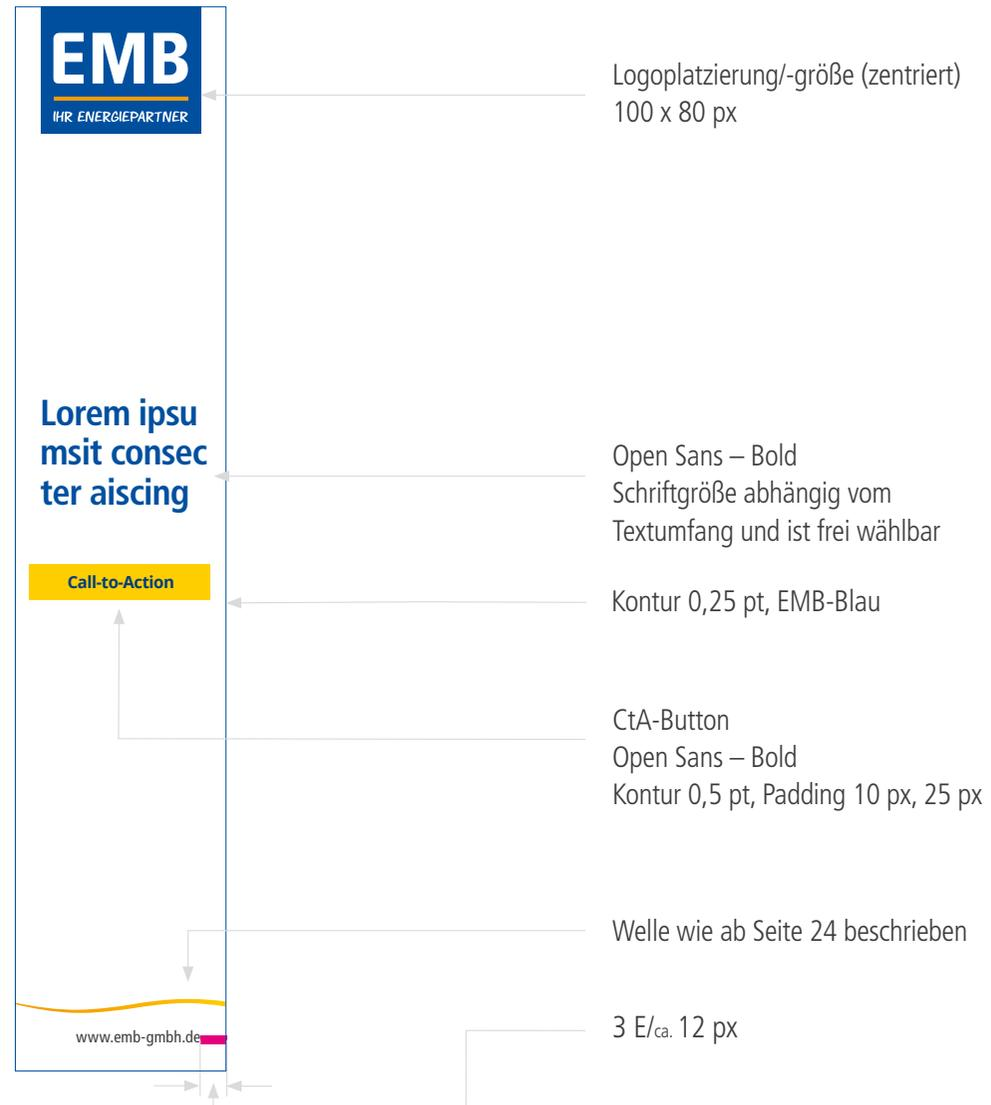 EMB
IHR ENERGIEPARTNER
Logoplatzierung/-größe (zentriert)
100 x 80 px
Lorem ipsu
msit consec
ter aiscing
Open Sans – Bold
Schriftgröße abhängig vom
Textumfang und ist frei wählbar
Call-to-Action
Kontur 0,25 pt, EMB-Blau
CtA-Button
Open Sans – Bold
Kontur 0,5 pt, Padding 10 px, 25 px
Welle wie ab Seite 24 beschrieben
www.emb-gmbh.de
3 E/ca. 12 px